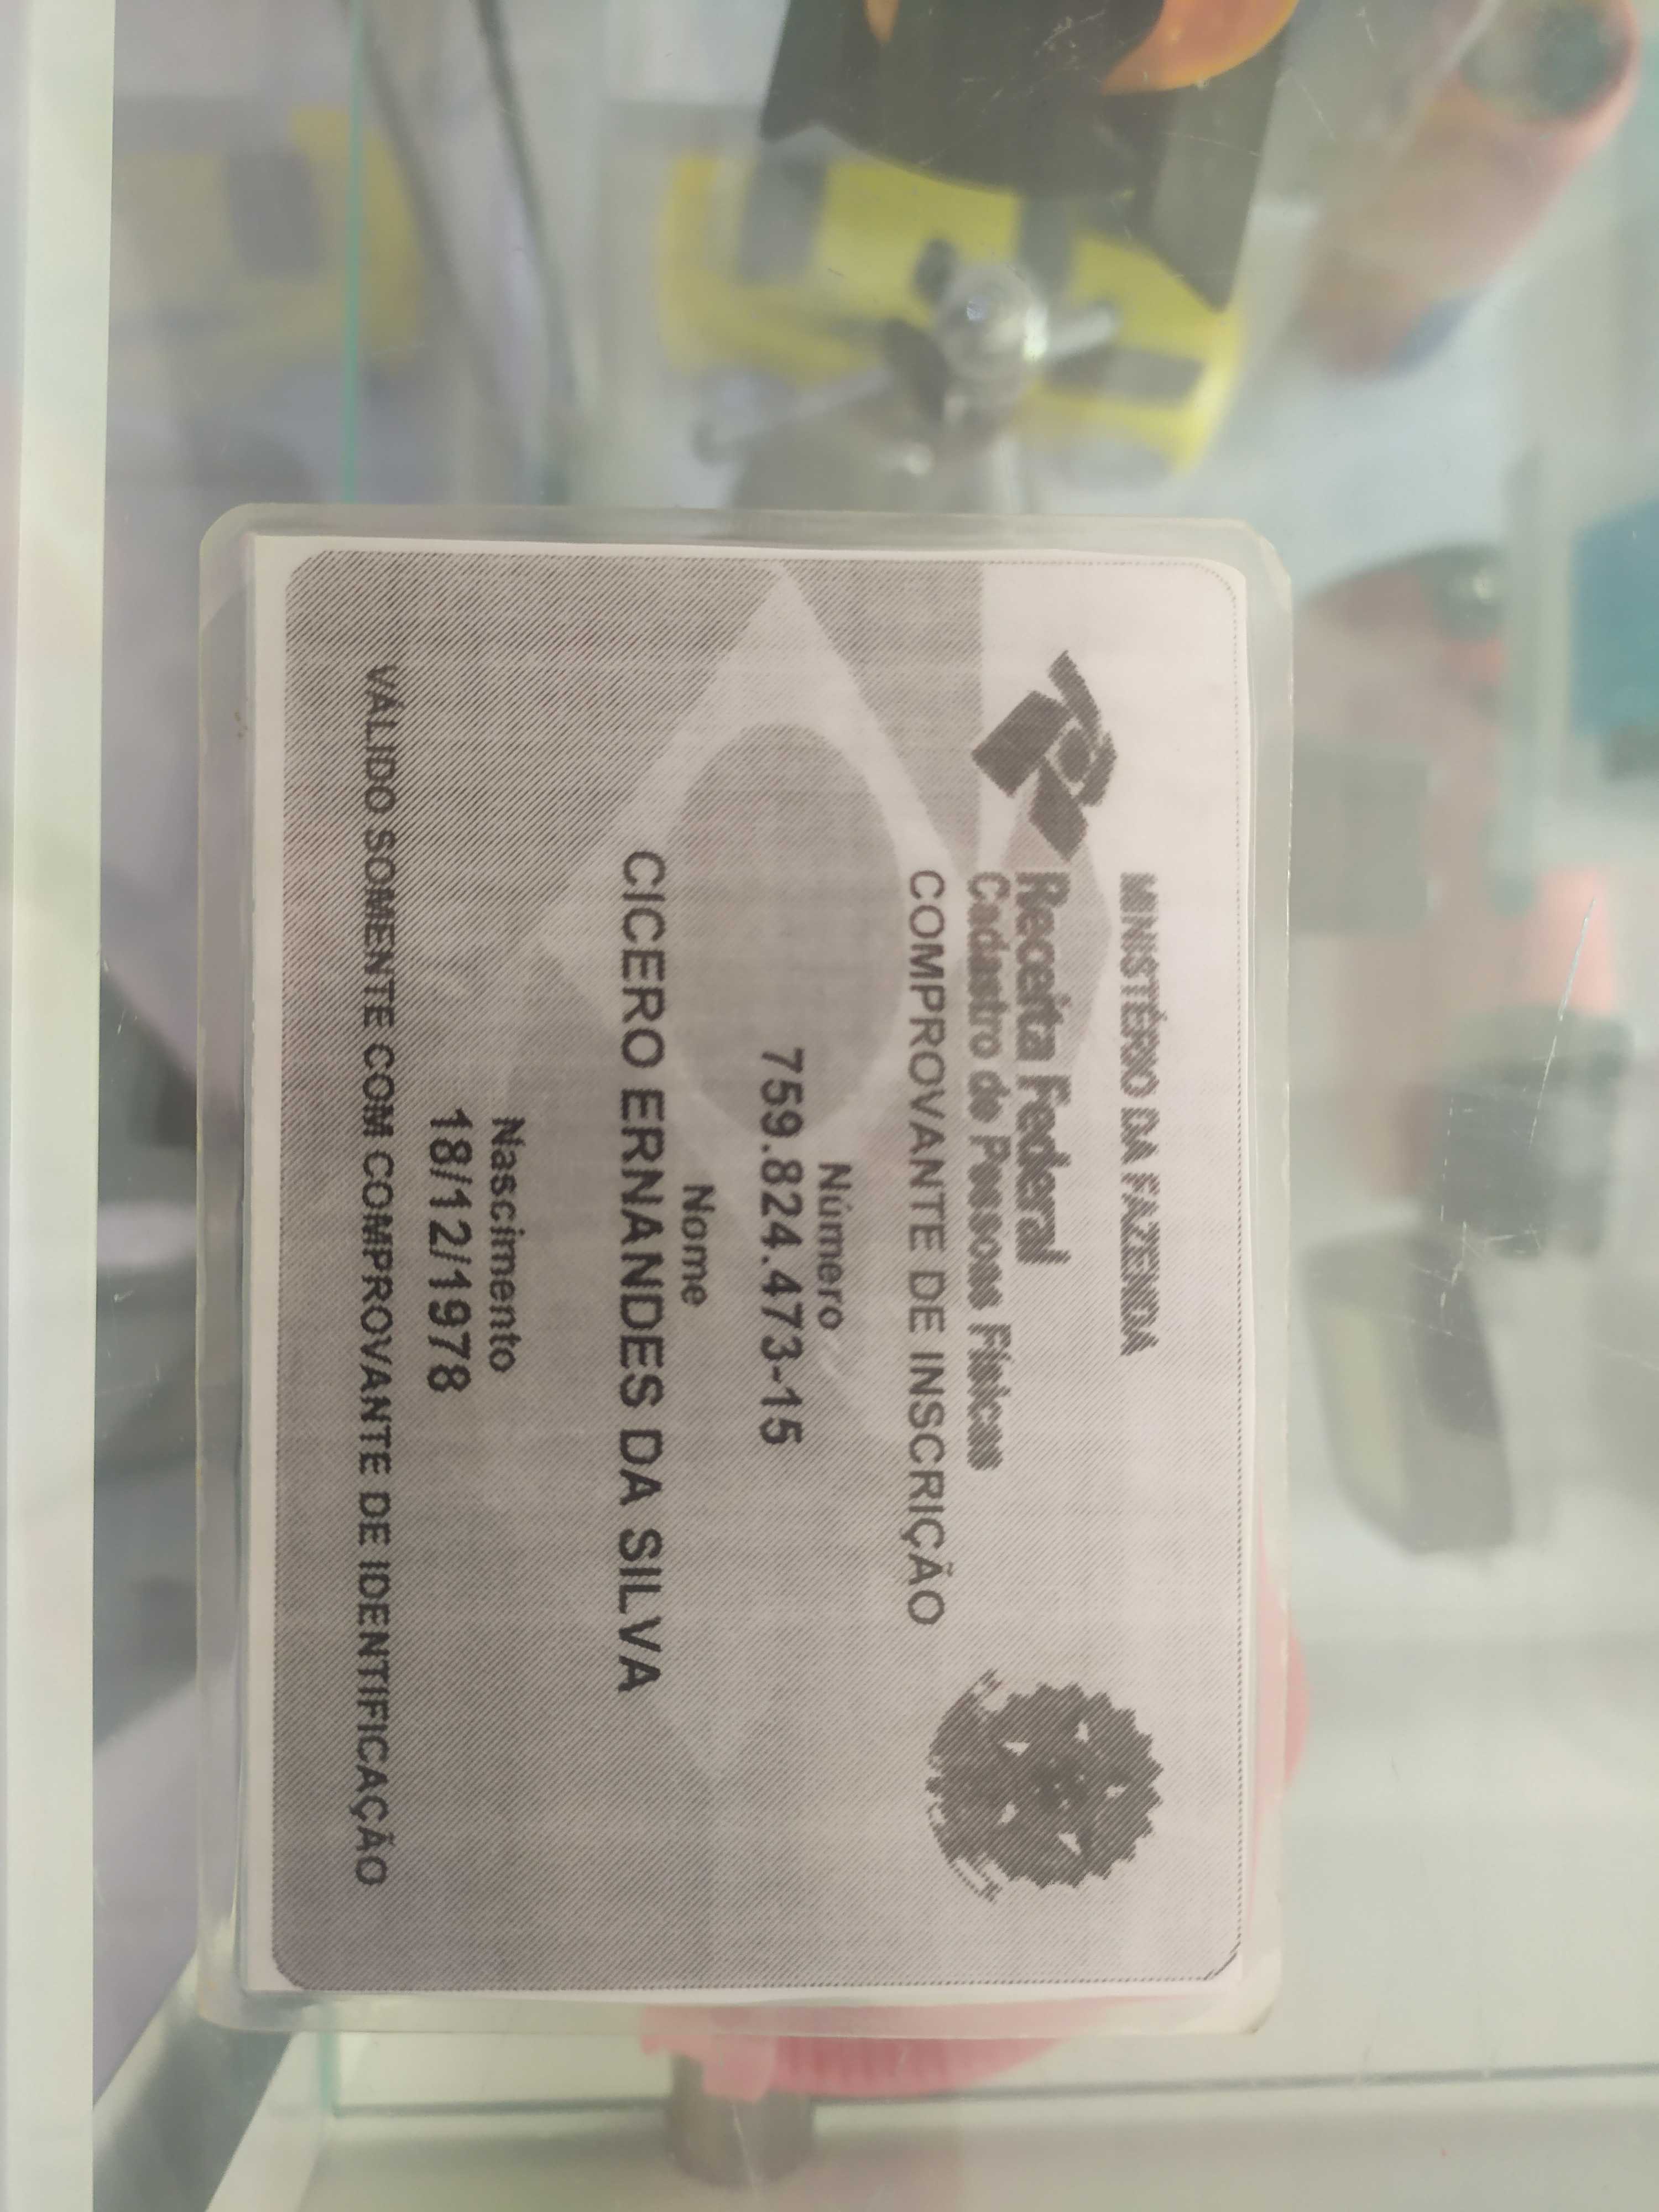 MINISTÉRIO DA FAZENDA
Receita Federal
Cadastro de Pessoas Físicas
COMPROVANTE DE INSCRIÇÃO
Número
759.824.473-15
Nome
CICERO ERNANDES DA SILVA
Nascimento
18/12/1978
VÁLIDO SOMENTE COM COMPROVANTE DE IDENTIFICAÇÃO